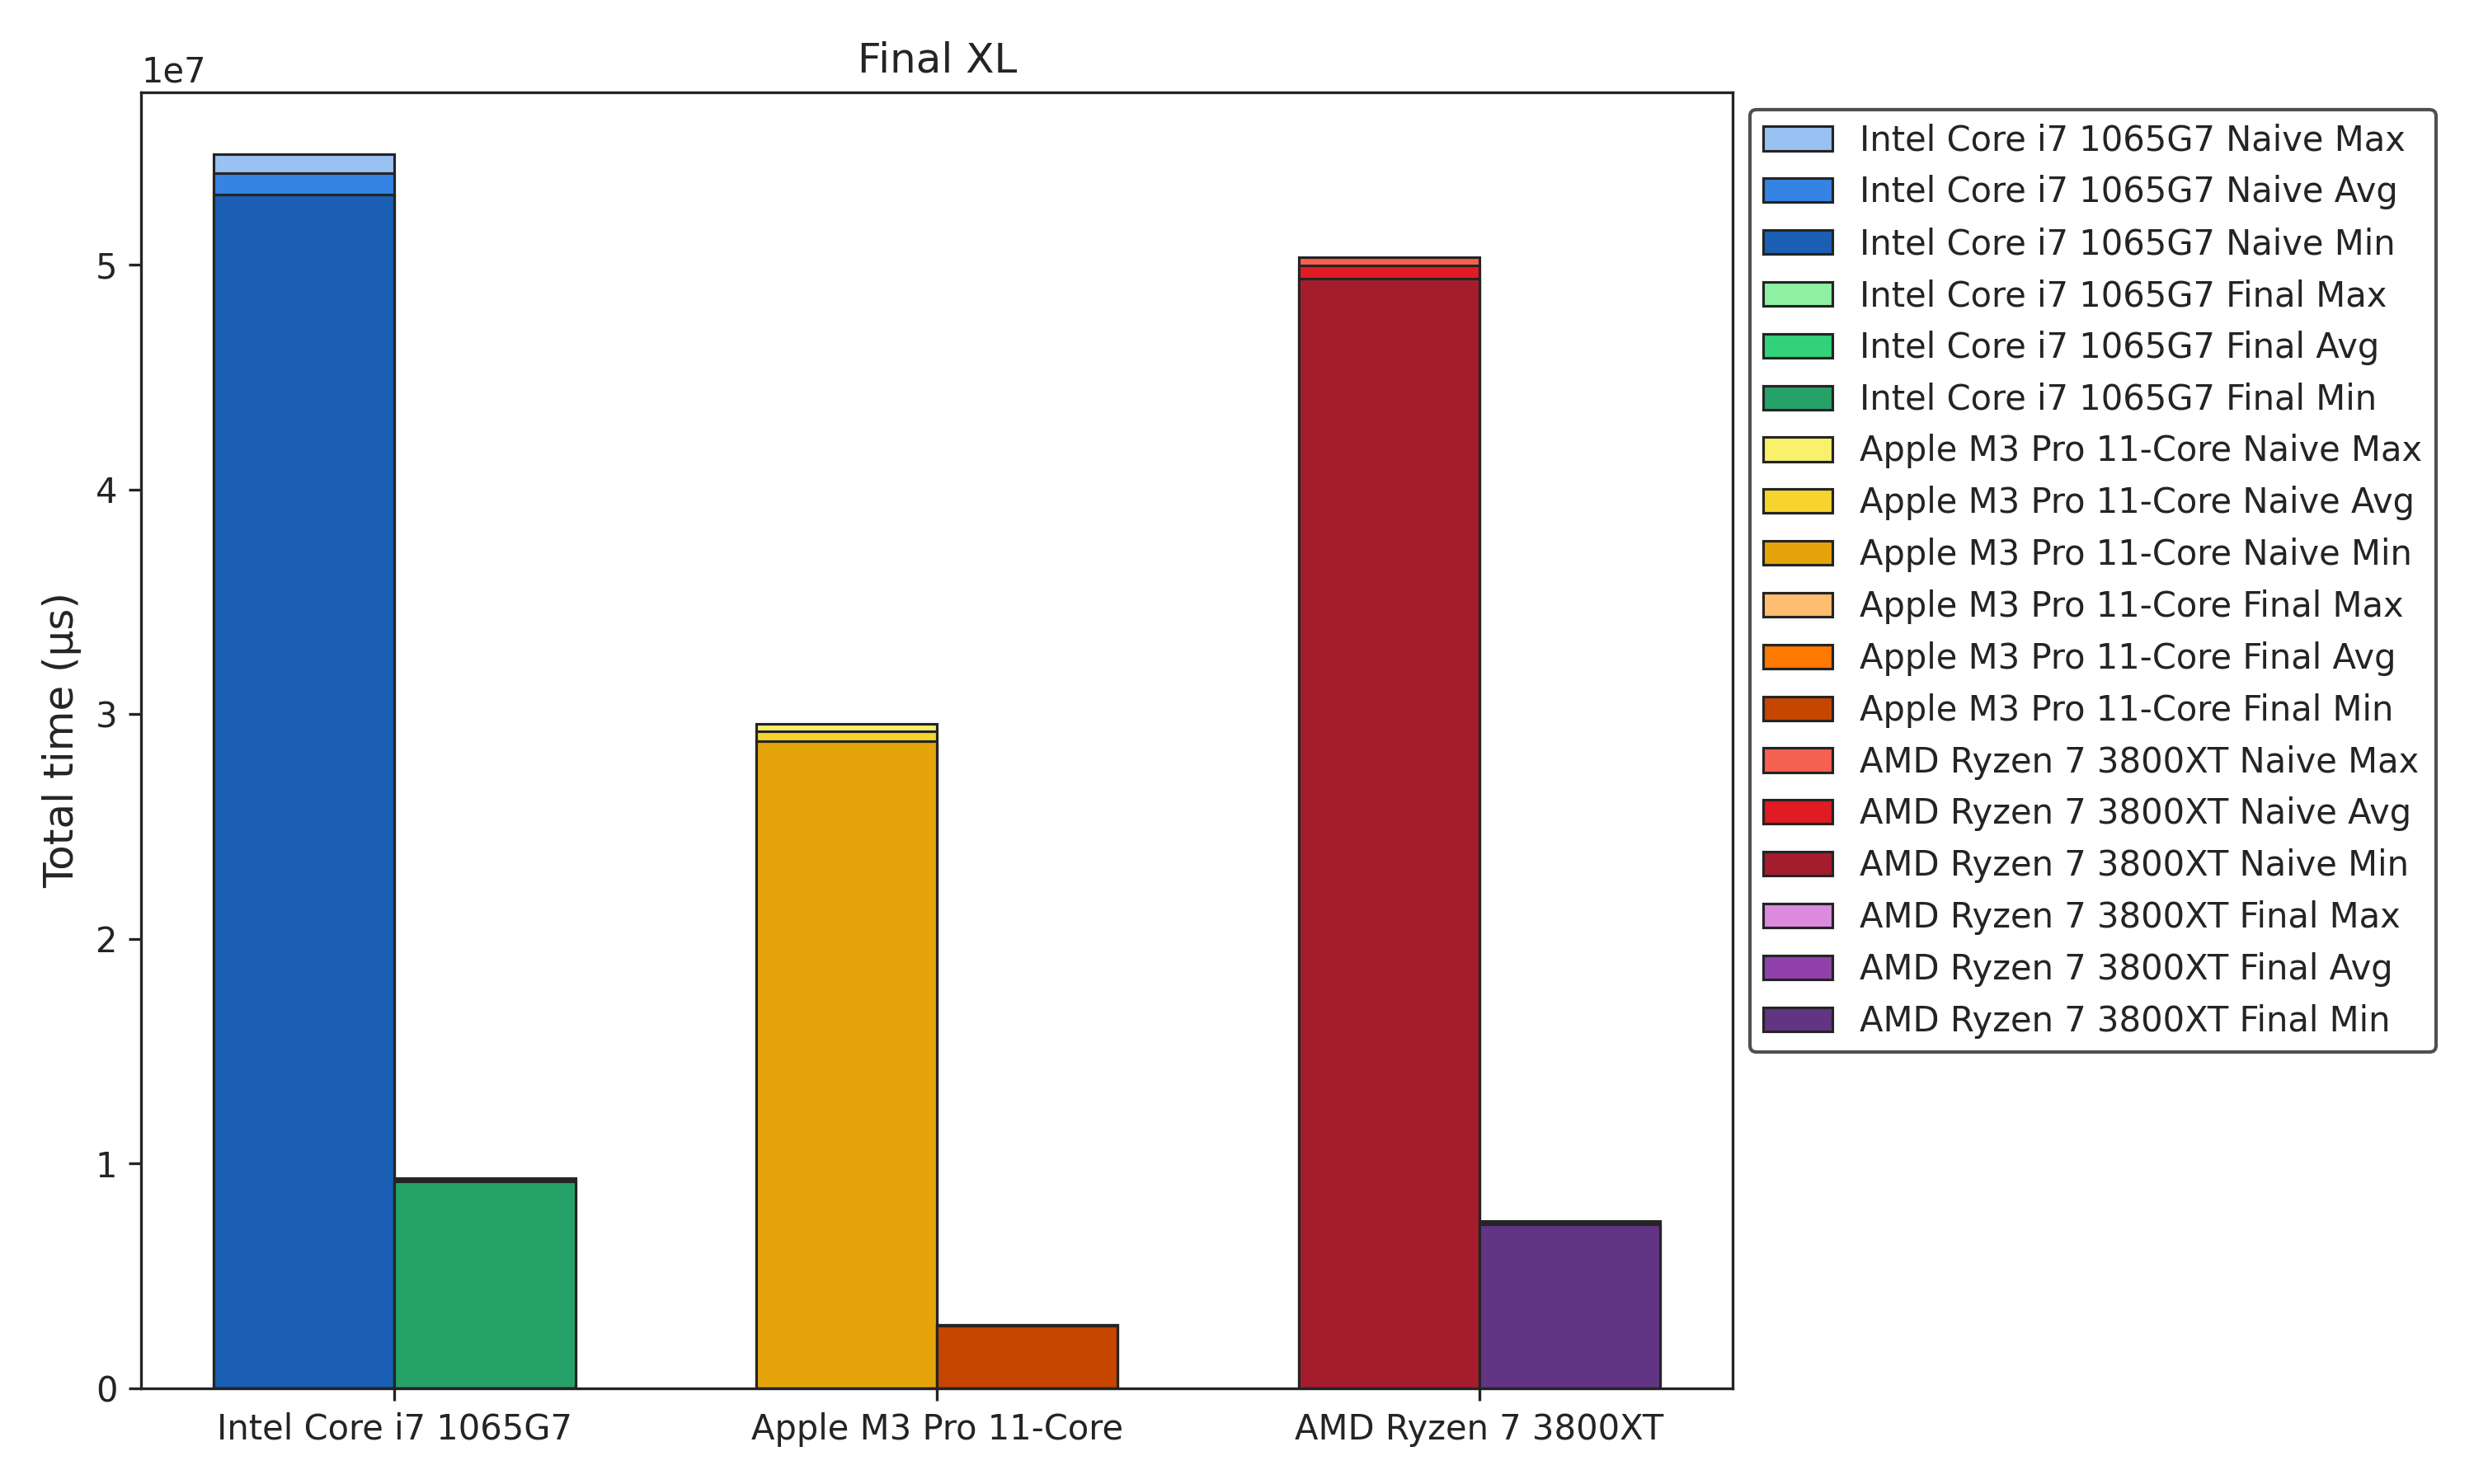 Final XL
1e7
5
4
3
2
1
0
Total time (µs)
Intel Core i7 1065G7
Apple M3 Pro 11-Core
AMD Ryzen 7 3800XT
Intel Core i7 1065G7 Naive Max
Intel Core i7 1065G7 Naive Avg
Intel Core i7 1065G7 Naive Min
Intel Core i7 1065G7 Final Max
Intel Core i7 1065G7 Final Avg
Intel Core i7 1065G7 Final Min
Apple M3 Pro 11-Core Naive Max
Apple M3 Pro 11-Core Naive Avg
Apple M3 Pro 11-Core Naive Min
Apple M3 Pro 11-Core Final Max
Apple M3 Pro 11-Core Final Avg
Apple M3 Pro 11-Core Final Min
AMD Ryzen 7 3800XT Naive Max
AMD Ryzen 7 3800XT Naive Avg
AMD Ryzen 7 3800XT Naive Min
AMD Ryzen 7 3800XT Final Max
AMD Ryzen 7 3800XT Final Avg
AMD Ryzen 7 3800XT Final Min